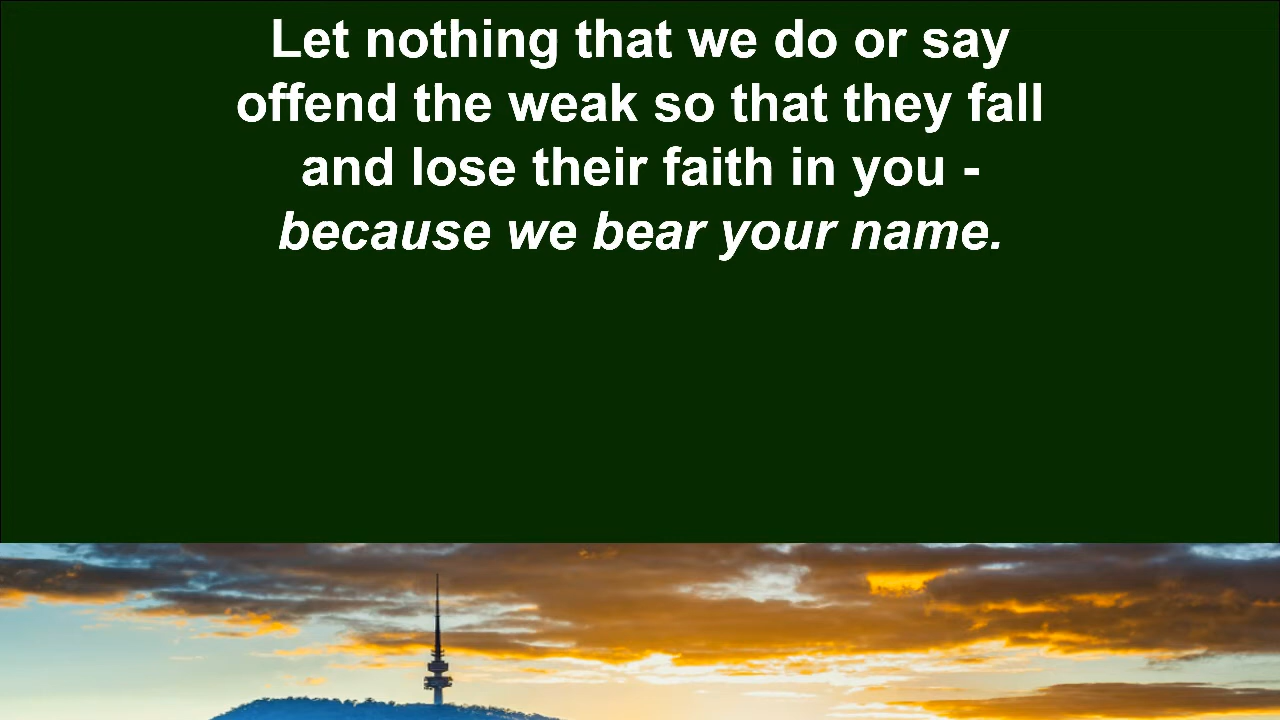 Let nothing that we do or say
offend the weak so that they fall
and lose their faith in you -
because we bear your name.